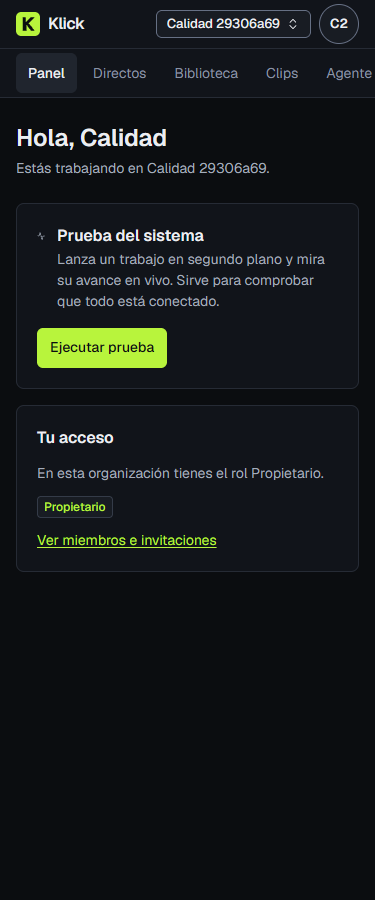 K Klick
Calidad 29306a69
C2
Panel Directos Biblioteca Clips Agente
Hola, Calidad
Estás trabajando en Calidad 29306a69.
Prueba del sistema
Lanza un trabajo en segundo plano y mira
su avance en vivo. Sirve para comprobar
que todo está conectado.
Ejecutar prueba
Tu acceso
En esta organización tienes el rol Propietario.
Propietario
Ver miembros e invitaciones